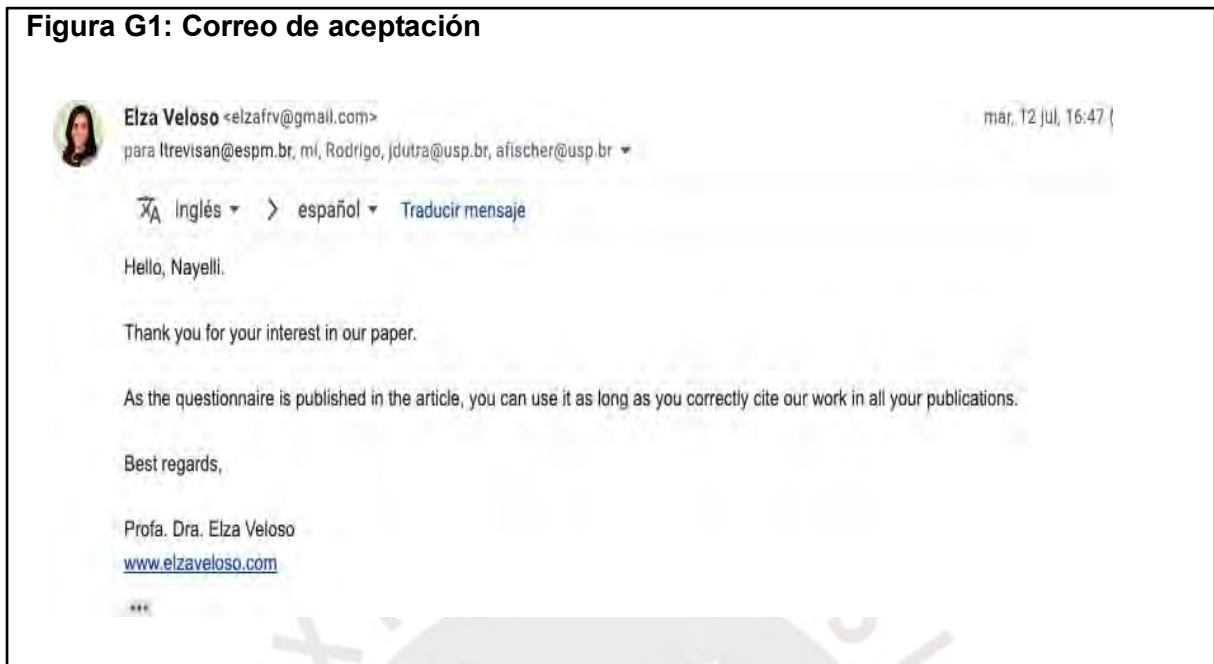 Figura G1: Correo de aceptación
Elza Veloso <elzafrv@gmail.com>
mar, 12 jul, 16:47 (
para ltrevisan@espm.br, mí, Rodrigo, jdutra@usp.br, afischer@usp.br
inglés > español Traducir mensaje
Hello, Nayelli.
Thank you for your interest in our paper.
As the questionnaire is published in the article, you can use it as long as you correctly cite our work in all your publications.
Best regards,
Profa. Dra. Elza Veloso
www.elzaveloso.com
...